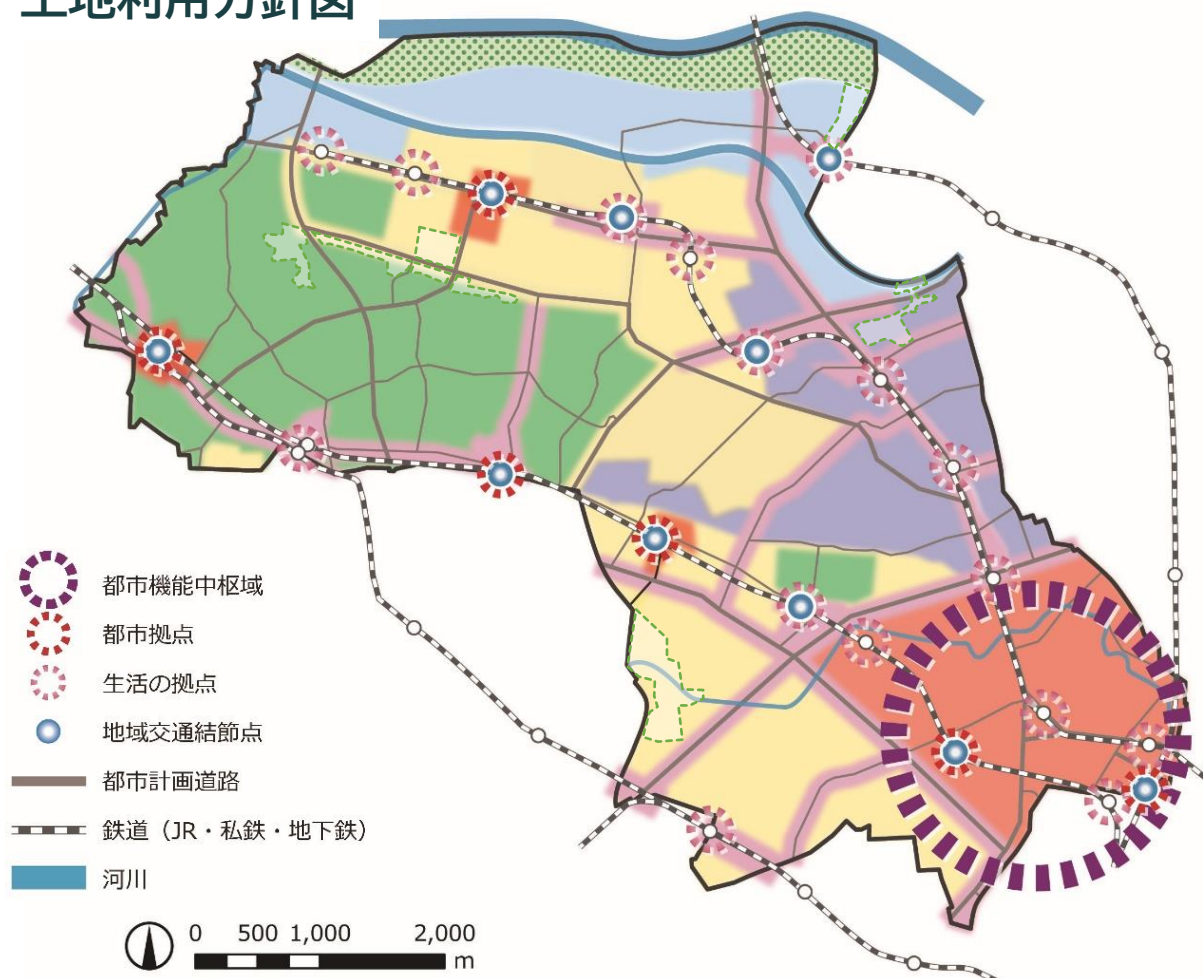 土地利用方針図
都市機能中枢域
都市拠点
生活の拠点
地域交通結節点
都市計画道路
鉄道（JR・私鉄・地下鉄）
河川
0 500 1,000 2,000
m